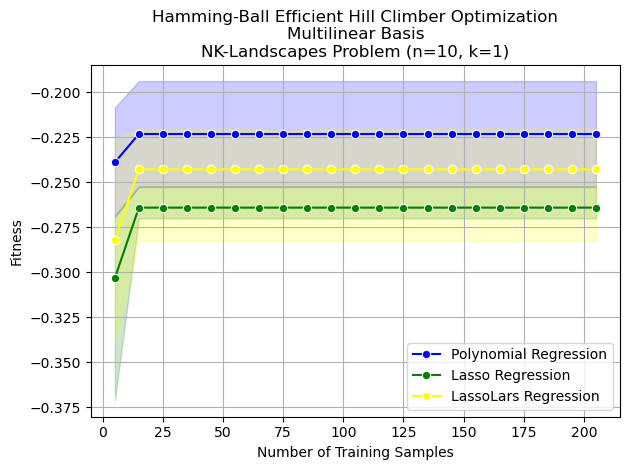 Hamming-Ball Efficient Hill Climber Optimization
Multilinear Basis
NK-Landscapes Problem (n=10, k=1)
Fitness
−0.200
−0.225
−0.250
−0.275
−0.300
−0.325
−0.350
−0.375
0 25 50 75 100 125 150 175 200
Number of Training Samples
Polynomial Regression
Lasso Regression
LassoLars Regression